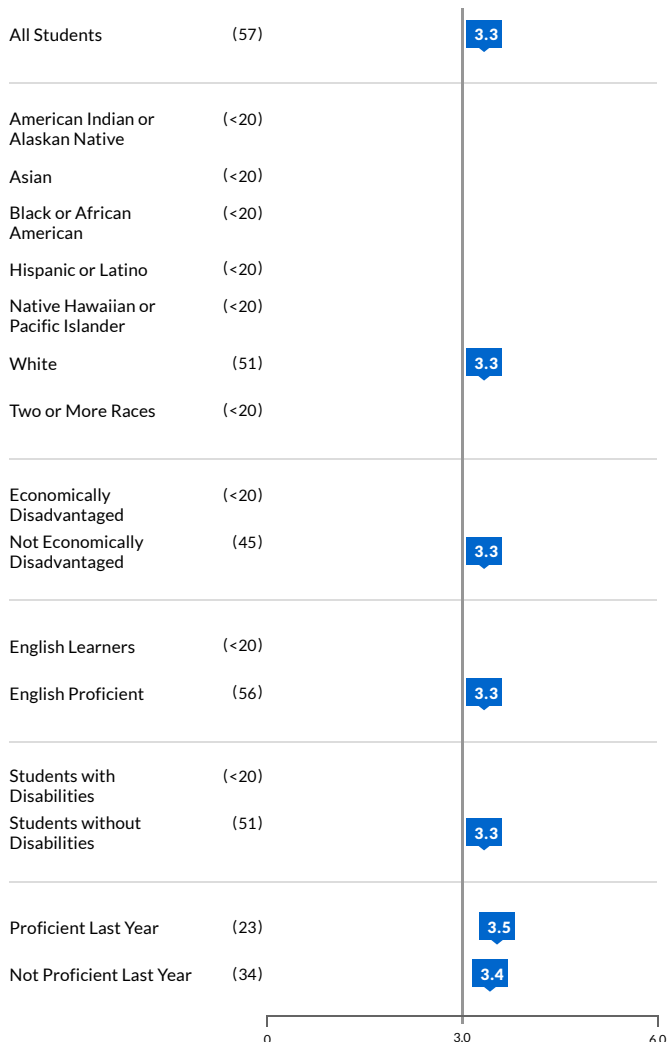 All Students (57) 3.3
American Indian or (<20)
Alaskan Native
Asian (<20)
Black or African (<20)
American
Hispanic or Latino (<20)
Native Hawaiian or (<20)
Pacific Islander
White (51) 3.3
Two or More Races (<20)
Economically (<20)
Disadvantaged
Not Economically (45) 3.3
Disadvantaged
English Learners (<20)
English Proficient (56) 3.3
Students with (<20)
Disabilities
Students without (51) 3.3
Disabilities
Proficient Last Year (23) 3.5
Not Proficient Last Year (34) 3.4
0 3.0 6.0